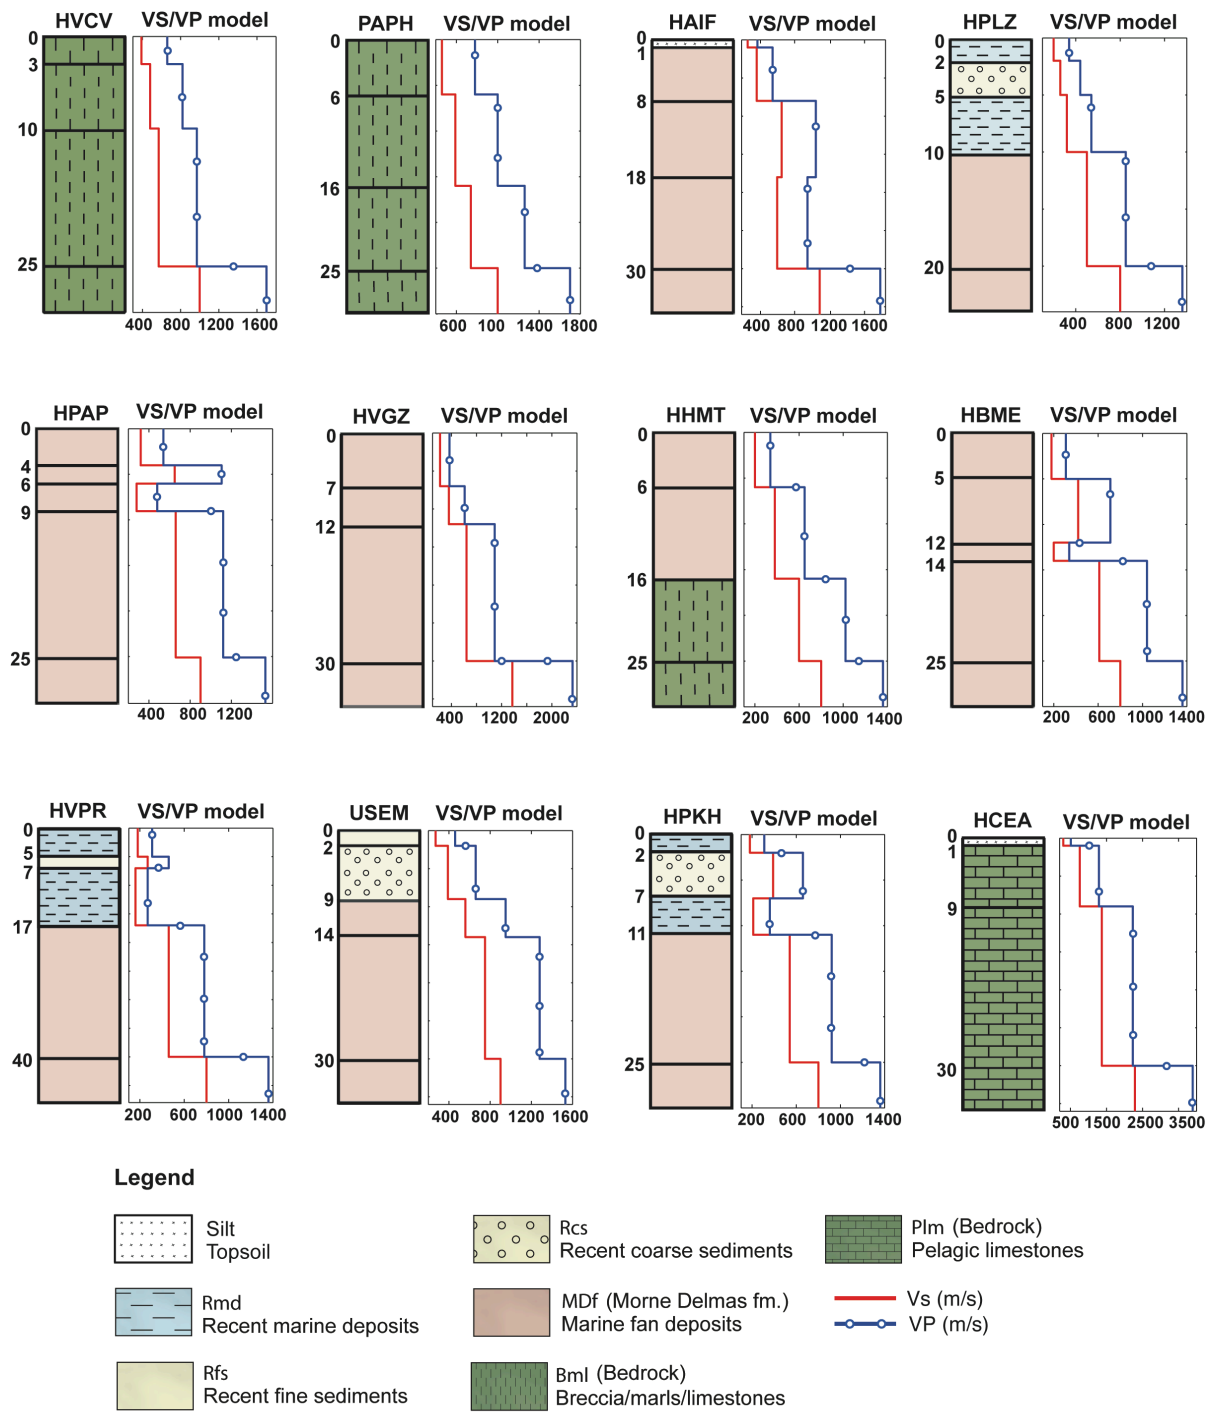 HVCV VS/VP model
0
3
10
25
400 800 1200 1600
PAPH VS/VP model
0
6
16
25
600 1000 1400 1800
HAIF VS/VP model
0
1
8
18
30
400 800 1200 1600
HPLZ VS/VP model
0
2
5
10
20
400 800 1200
HPAP VS/VP model
0
4
6
9
25
400 800 1200
HVGZ VS/VP model
0
7
12
30
400 1200 2000
HHMT VS/VP model
0
6
16
25
200 600 1000 1400
HBME VS/VP model
0
5
12
14
25
200 600 1000 1400
HVPR VS/VP model
0
5
7
17
40
200 600 1000 1400
USEM VS/VP model
0
2
9
14
30
400 800 1200 1600
HPKH VS/VP model
0
2
7
11
25
200 600 1000 1400
HCEA VS/VP model
0
1
9
30
500 1500 2500 3500
Legend
Silt
Topsoil
Rmd
Recent marine deposits
Rfs
Recent fine sediments
Rcs
Recent coarse sediments
MDf (Morne Delmas fm.)
Marine fan deposits
Bml (Bedrock)
Breccia/marls/limestones
Plm (Bedrock)
Pelagic limestones
Vs (m/s)
VP (m/s)